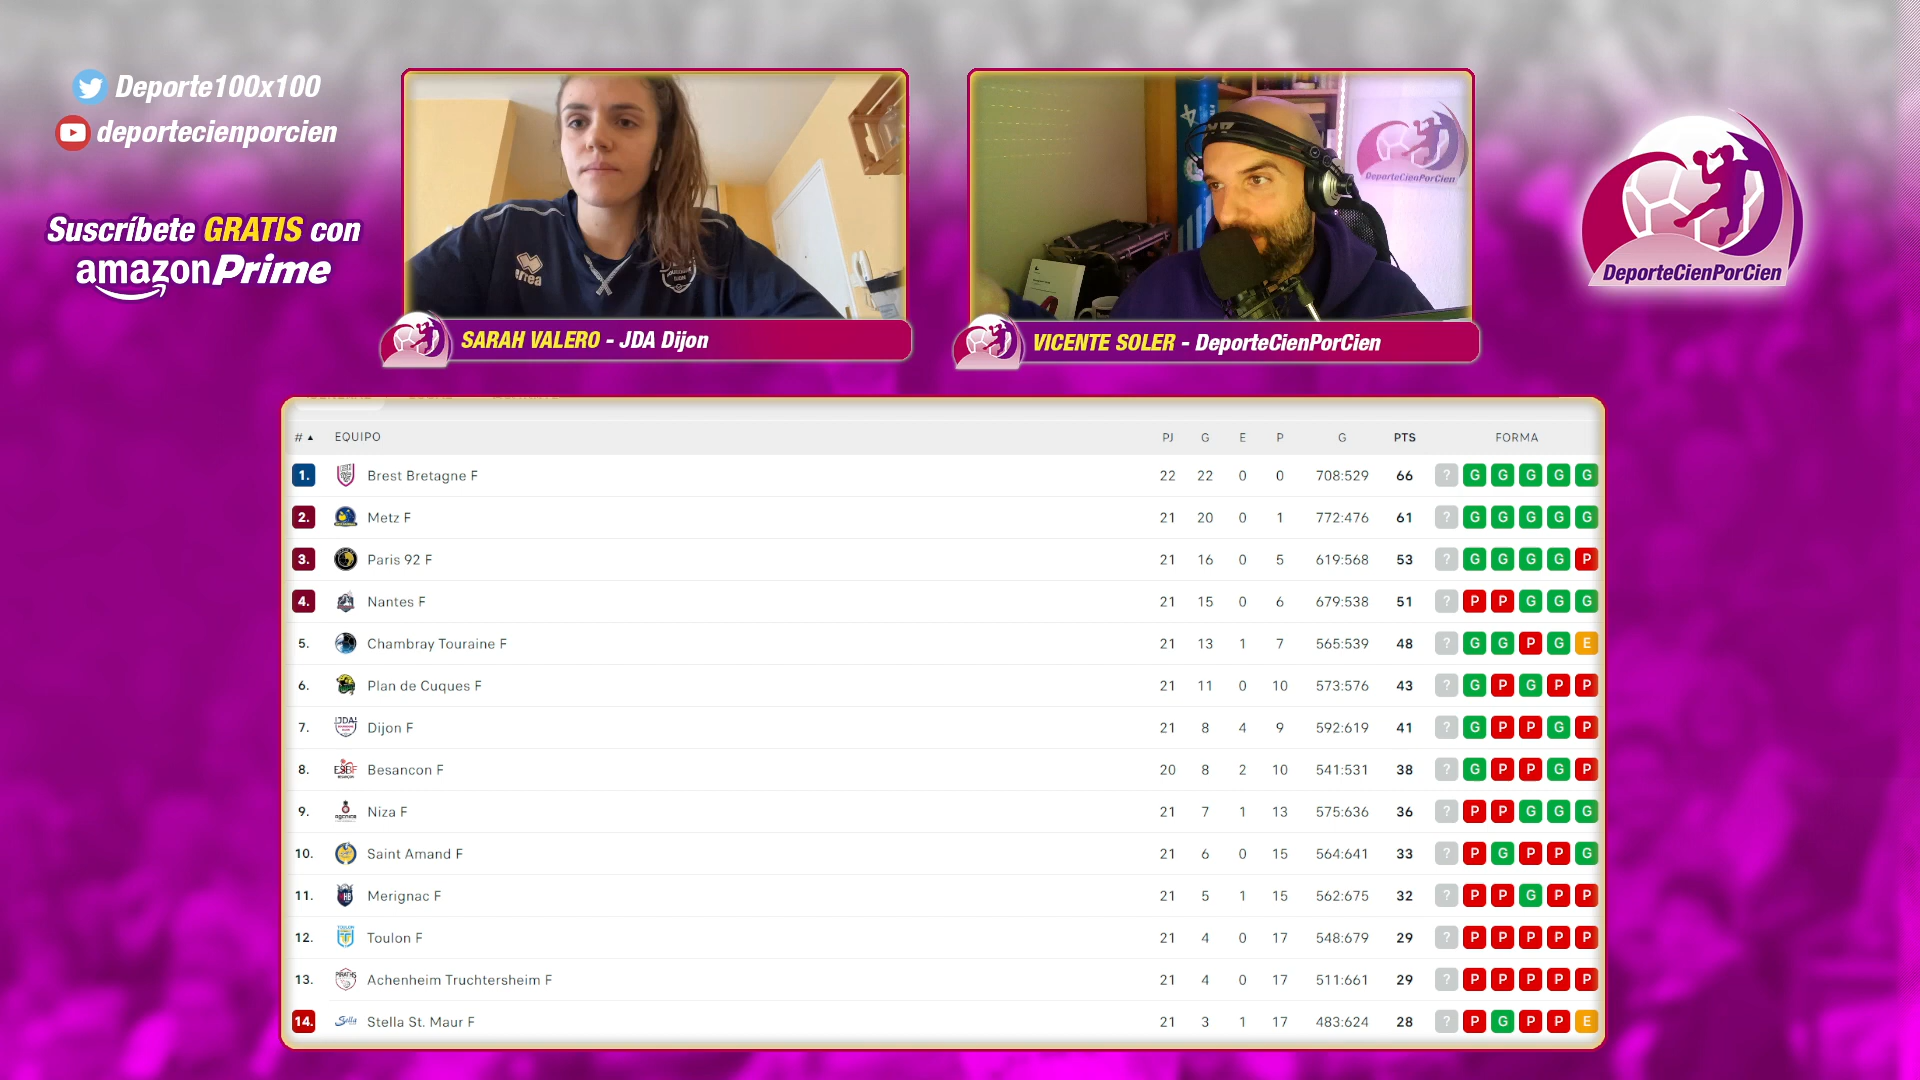 Deporte100x100
deportecienporcien
Suscríbete GRATIS con
amazonPrime
errea
DeporteCienPorCien
DeporteCienPorCien
SARAH VALERO - JDA Dijon
VICENTE SOLER - DeporteCienPorCien
# EQUIPO PJ G E P G PTS FORMA
1. Brest Bretagne F 22 22 0 0 708:529 66 ? G G G G G
2. Metz F 21 20 0 1 772:476 61 ? G G G G G
3. Paris 92 F 21 16 0 5 619:568 53 ? G G G G P
4. Nantes F 21 15 0 6 679:538 51 ? P P G G G
5. Chambray Touraine F 21 13 1 7 565:539 48 ? G G P G E
6. Plan de Cuques F 21 11 0 10 573:576 43 ? G P G P P
7. JDA Dijon F 21 8 4 9 592:619 41 ? G P P G P
8. ESBF Besancon F 20 8 2 10 541:531 38 ? G P P G P
9. Niza F 21 7 1 13 575:636 36 ? P P G G G
10. Saint Amand F 21 6 0 15 564:641 33 ? P G P P G
11. Merignac F 21 5 1 15 562:675 32 ? P P G P P
12. Toulon F 21 4 0 17 548:679 29 ? P P P P P
13. Achenheim Truchtersheim F 21 4 0 17 511:661 29 ? P P P P P
14. Stella St. Maur F 21 3 1 17 483:624 28 ? P G P P E